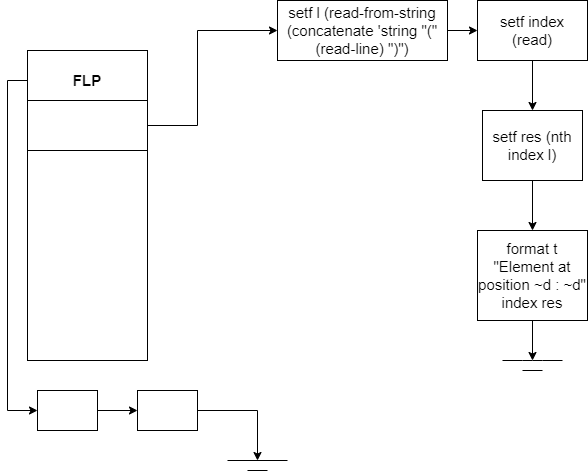 setf l (read-from-string
(concatenate 'string "("
(read-line) ")")
setf index
(read)
FLP
setf res (nth
index l)
format t
"Element at
position ~d : ~d"
index res